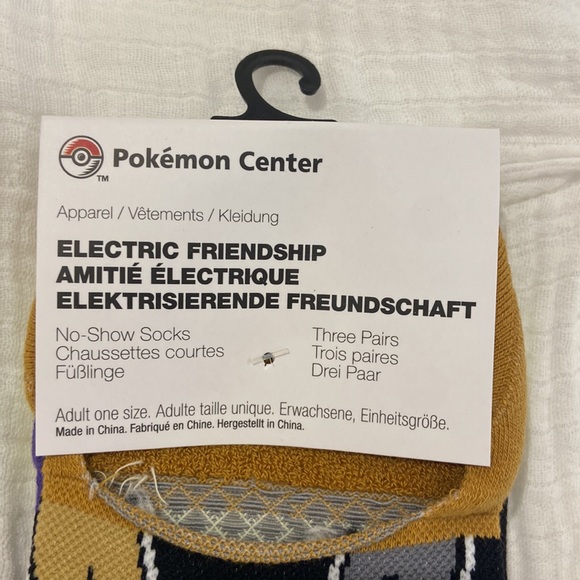 Pokémon Center
TM
Apparel / Vêtements / Kleidung
ELECTRIC FRIENDSHIP
AMITIÉ ÉLECTRIQUE
ELEKTRISIERENDE FREUNDSCHAFT
No-Show Socks
Chaussettes courtes
Füßlinge
Three Pairs
Trois paires
Drei Paar
Adult one size. Adulte taille unique. Erwachsene, Einheitsgröße.
Made in China. Fabriqué en Chine. Hergestellt in China.